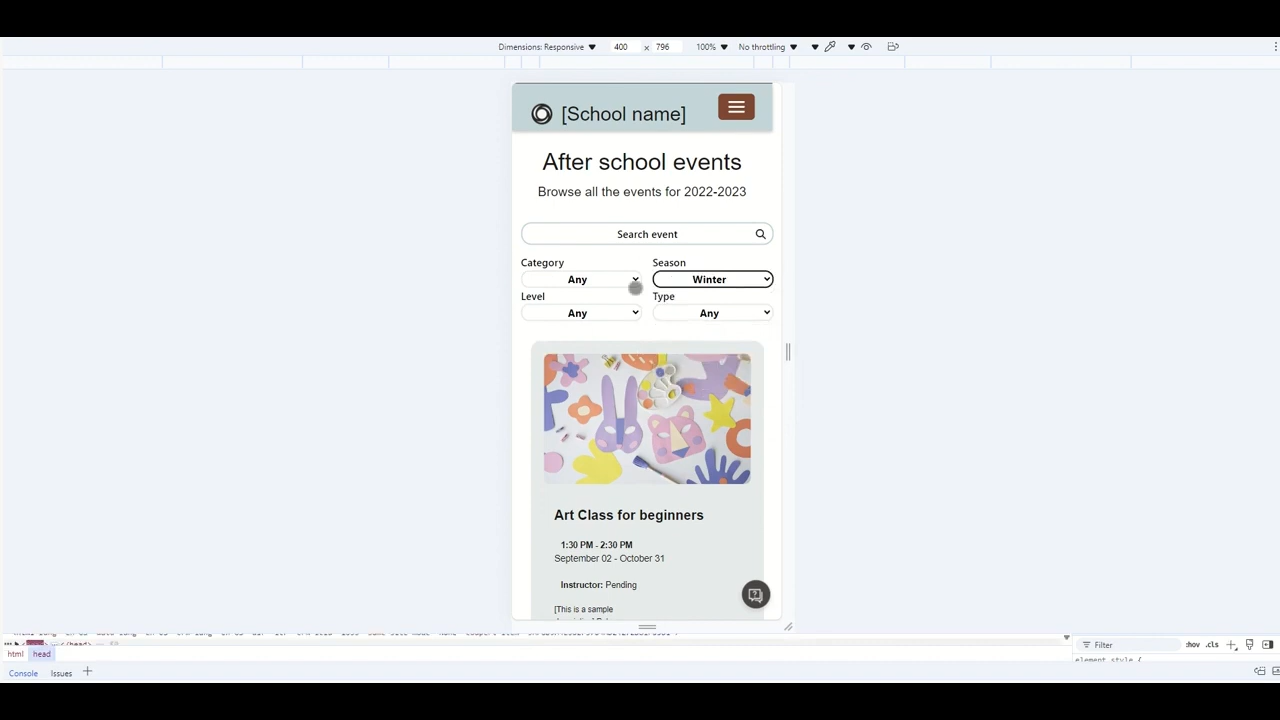 Dimensions: Responsive 400 x 796 100% No throttling
[School name]
After school events
Browse all the events for 2022-2023
Search event
Category Season
Any Winter
Level Type
Any Any
Art Class for beginners
1:30 PM - 2:30 PM
September 02 - October 31
Instructor: Pending
[This is a sample
html head
Filter :hov .cls
element.style {
Console Issues